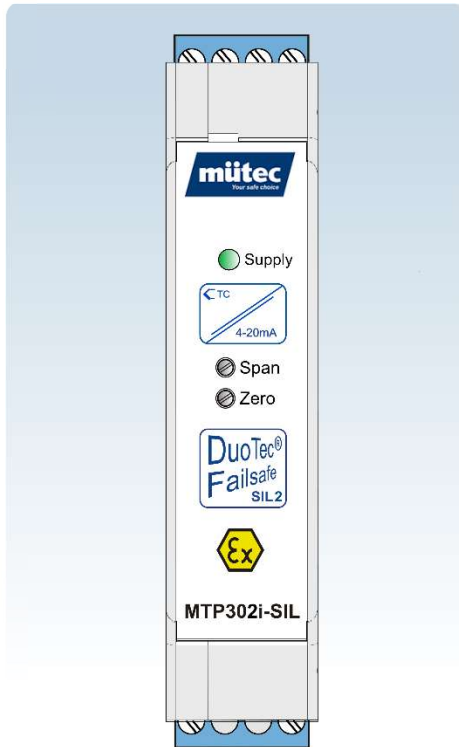 mütec
Your safe choice
Supply
TC
4-20mA
Span
Zero
DuoTec®
Failsafe
SIL2
Ex
MTP302i-SIL